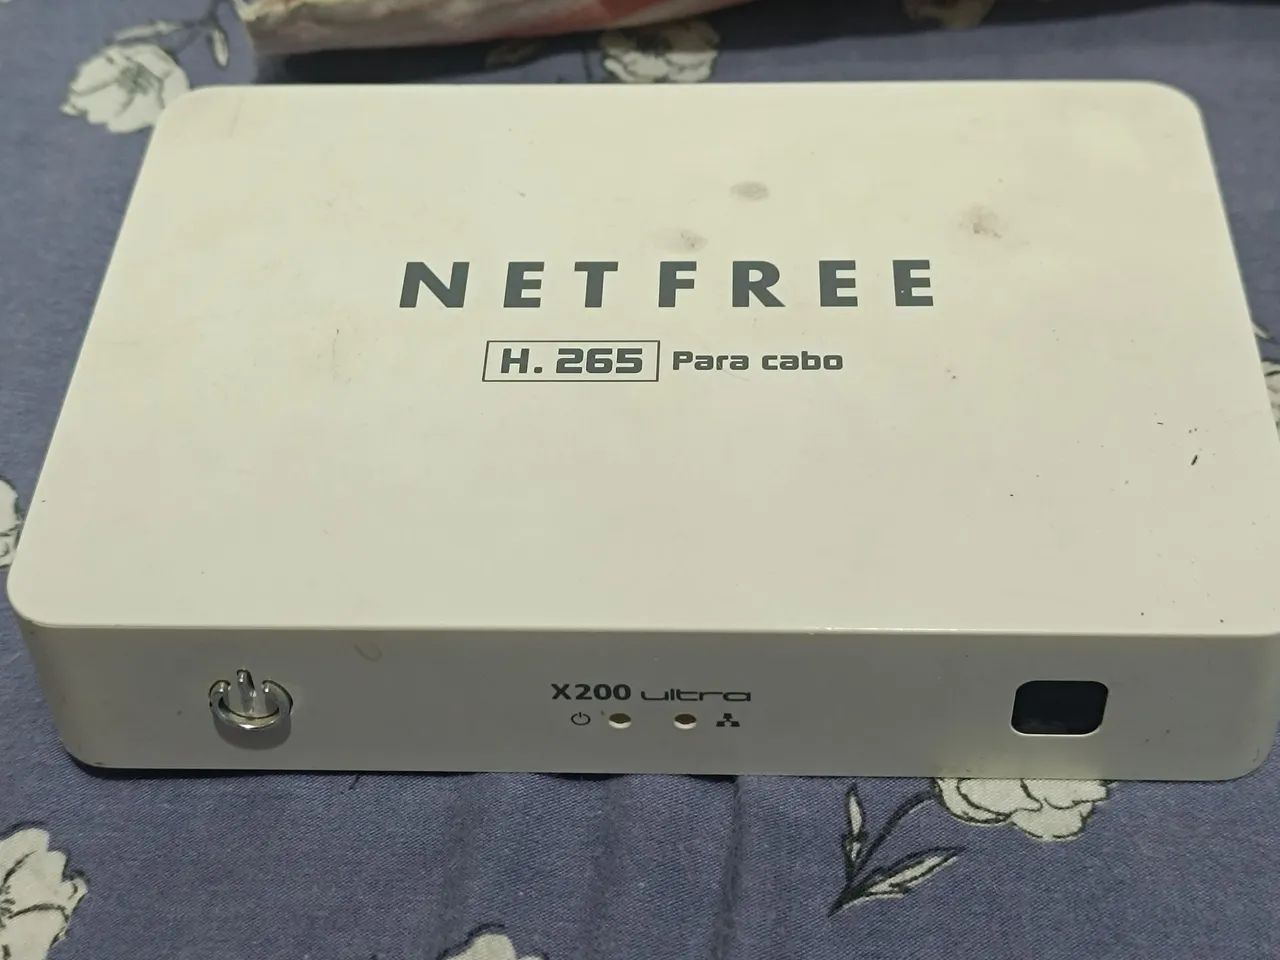 NETFREE
H. 265 Para cabo
X200 ultra